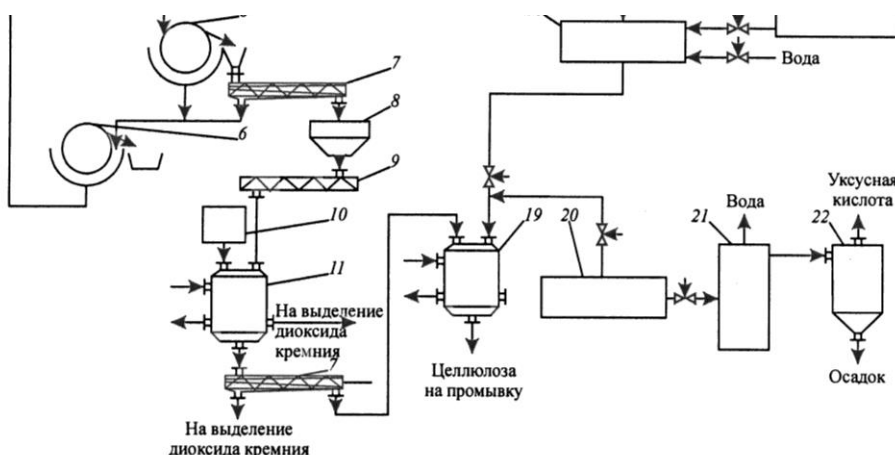 7
Вода
8
6
9
Уксусная
кислота
10
19
20
21
Вода
22
11
На выделение
диоксида
кремния
7
Целлюлоза
на промывку
Осадок
На выделение
диоксида кремния